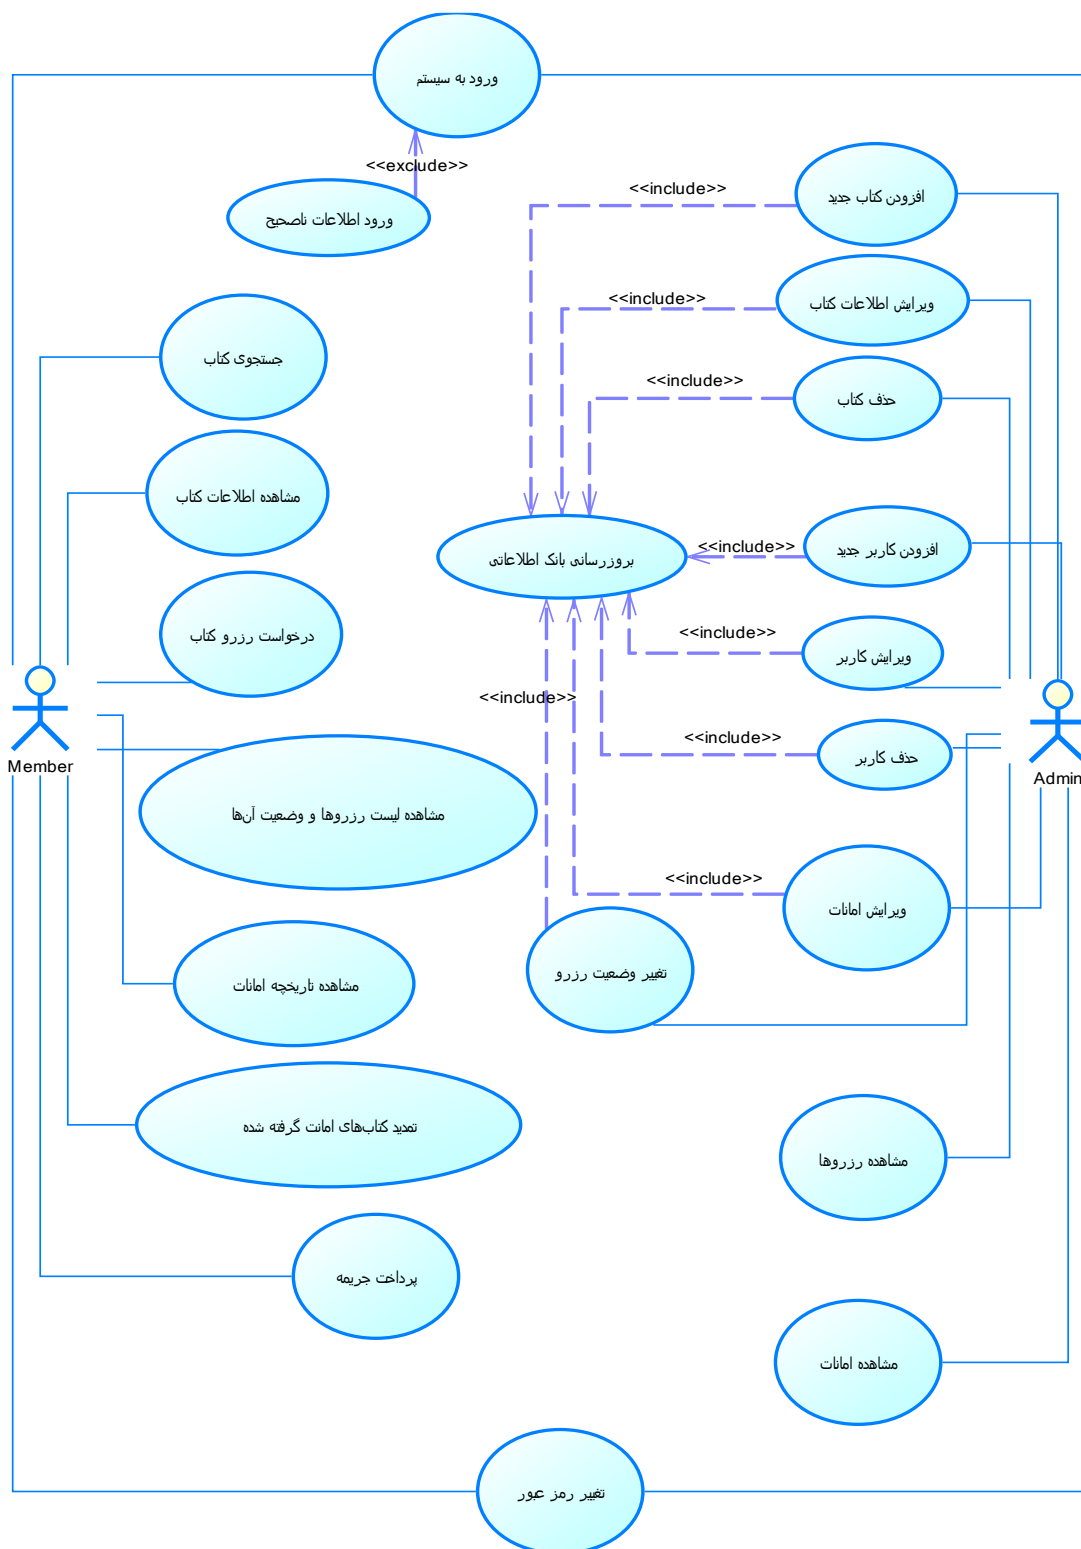 ورود به سیستم
<<exclude>>
ورود اطلاعات ناصحیح
<<include>>
افزودن کتاب جدید
<<include>>
ویرایش اطلاعات کتاب
جستجوی کتاب
<<include>>
حذف کتاب
مشاهده اطلاعات کتاب
بروزرسانی بانک اطلاعاتی
<<include>>
افزودن کاربر جدید
درخواست رزرو کتاب
<<include>>
ویرایش کاربر
<<include>>
<<include>>
حذف کاربر
Member
Admin
مشاهده لیست رزروها و وضعیت آن‌ها
<<include>>
ویرایش امانات
تغییر وضعیت رزرو
مشاهده تاریخچه امانات
تمدید کتاب‌های امانت گرفته شده
مشاهده رزروها
پرداخت جریمه
مشاهده امانات
تغییر رمز عبور